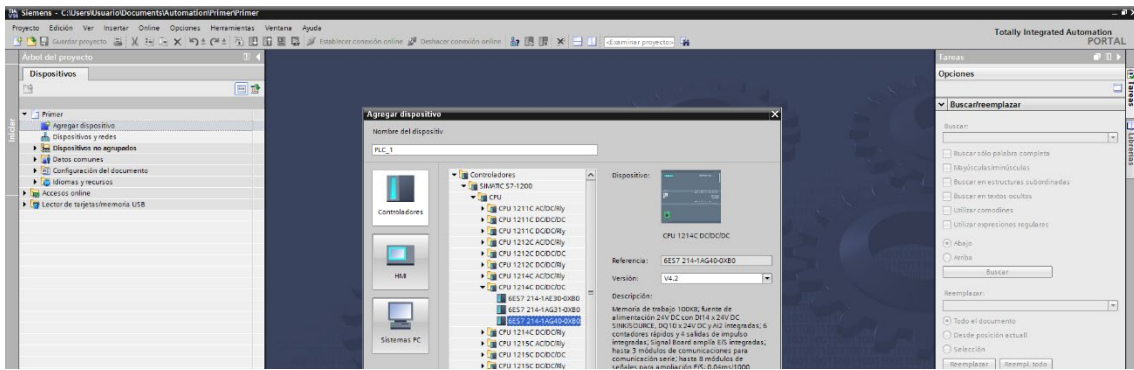 Siemens - C:\Users\Usuario\Documents\Automation\Primer\Primer
Proyecto Edición Ver Insertar Online Opciones Herramientas Ventana Ayuda
Guardar proyecto
Establecer conexión online
Deshacer conexión online
<Examinar proyecto>
Totally Integrated Automation
PORTAL
Árbol del proyecto
Dispositivos
Iniciar
Primer
Agregar dispositivo
Dispositivos y redes
Dispositivos no agrupados
Datos comunes
Configuración del documento
Idiomas y recursos
Accesos online
Lector de tarjetas/memoria USB
Agregar dispositivo
Nombre del dispositiv
PLC_1
Controladores
HMI
Sistemas PC
Controladores
SIMATIC S7-1200
CPU
CPU 1211C AC/DC/Rly
CPU 1211C DC/DC/DC
CPU 1211C DC/DC/Rly
CPU 1212C AC/DC/Rly
CPU 1212C DC/DC/DC
CPU 1212C DC/DC/Rly
CPU 1214C AC/DC/Rly
CPU 1214C DC/DC/DC
6ES7 214-1AE30-0XB0
6ES7 214-1AG31-0XB0
6ES7 214-1AG40-0XB0
CPU 1214C DC/DC/Rly
CPU 1215C AC/DC/Rly
CPU 1215C DC/DC/DC
CPU 1215C DC/DC/Rly
Dispositivo:
CPU 1214C DC/DC/DC
Referencia: 6ES7 214-1AG40-0XB0
Versión: V4.2
Descripción:
Memoria de trabajo 100KB; fuente de
alimentación 24V DC con DI14 x 24V DC
SINK/SOURCE, DQ10 x 24V DC y AI2 integradas; 6
contadores rápidos y 4 salidas de impulso
integradas; Signal Board amplía E/S integradas;
hasta 3 módulos de comunicaciones para
comunicación serie; hasta 8 módulos de
señales para ampliación E/S; 0,04ms/1000
Tareas
Opciones
Buscar/reemplazar
Buscar:
Buscar sólo palabra completa
Mayúsculas/minúsculas
Buscar en estructuras subordinadas
Buscar en textos ocultos
Utilizar comodines
Utilizar expresiones regulares
Abajo
Arriba
Buscar
Reemplazar:
Todo el documento
Desde posición actuall
Selección
Reemplazar
Reempl. todo
Tareas
Librerías